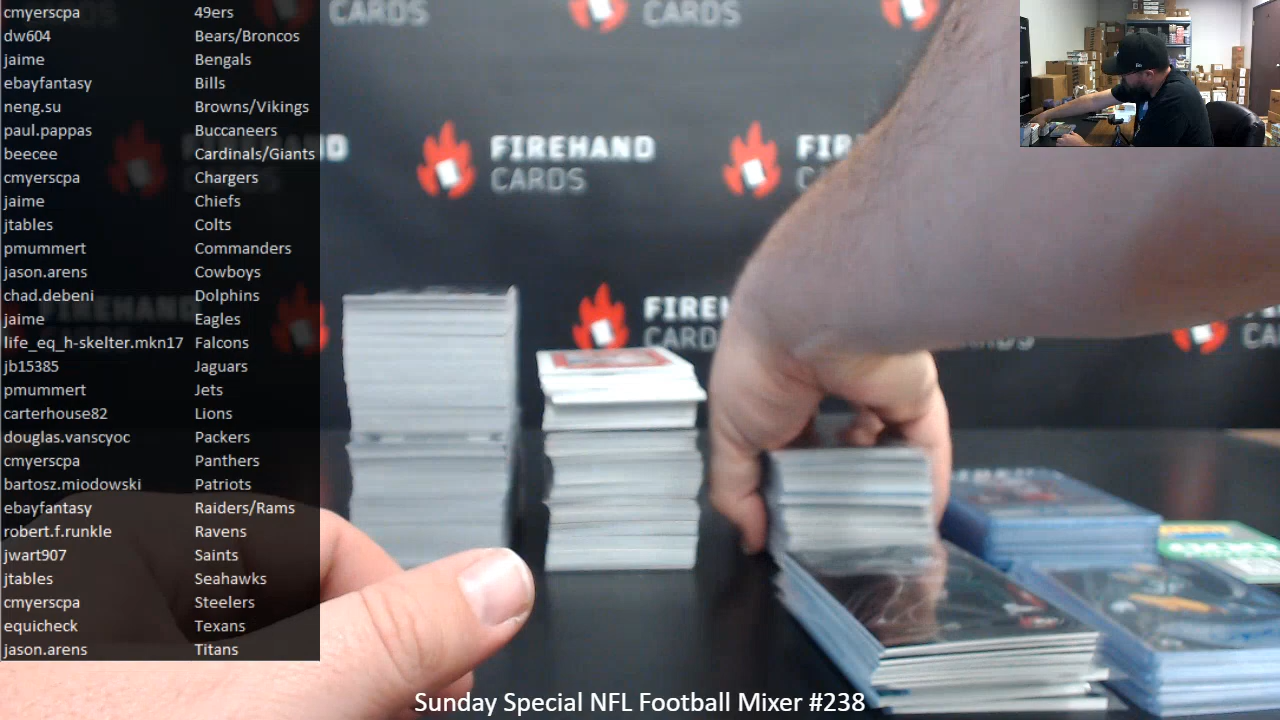 cmyerscpa 49ers
dw604 Bears/Broncos
jaime Bengals
ebayfantasy Bills
neng.su Browns/Vikings
paul.pappas Buccaneers
beecee Cardinals/Giants
cmyerscpa Chargers
jaime Chiefs
jtables Colts
pmummert Commanders
jason.arens Cowboys
chad.debeni Dolphins
jaime Eagles
life_eq_h-skelter.mkn17 Falcons
jb15385 Jaguars
pmummert Jets
carterhouse82 Lions
douglas.vanscyoc Packers
cmyerscpa Panthers
bartosz.miodowski Patriots
ebayfantasy Raiders/Rams
robert.f.runkle Ravens
jwart907 Saints
jtables Seahawks
cmyerscpa Steelers
equicheck Texans
jason.arens Titans
CARDS
CARDS
FIREHAND
CARDS
FIREHAND
CARDS
Sunday Special NFL Football Mixer #238